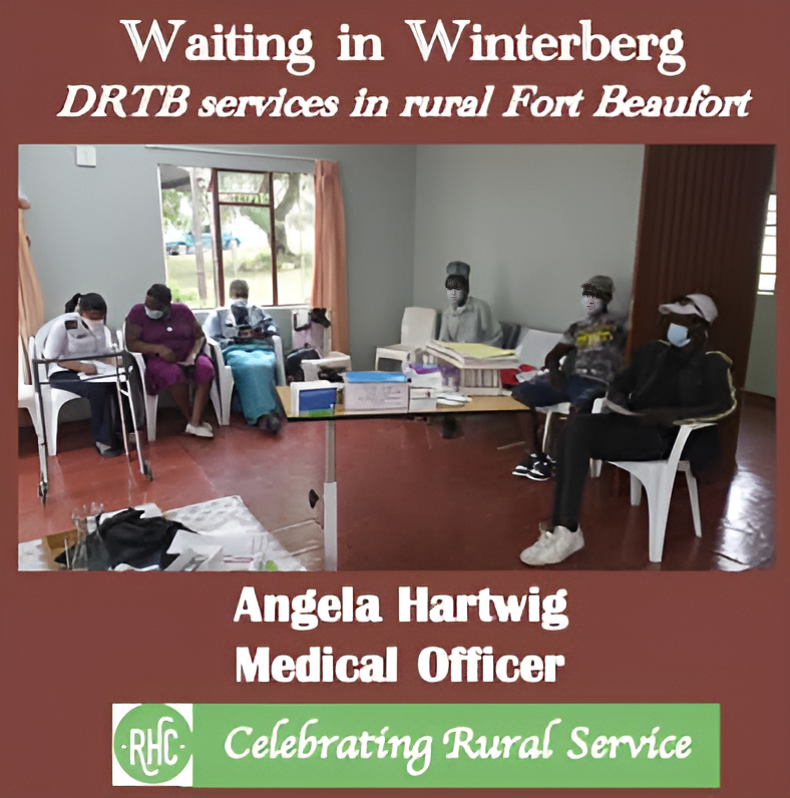 Waiting in Winterberg
DRTB services in rural Fort Beaufort
Angela Hartwig
Medical Officer
·RHC· Celebrating Rural Service